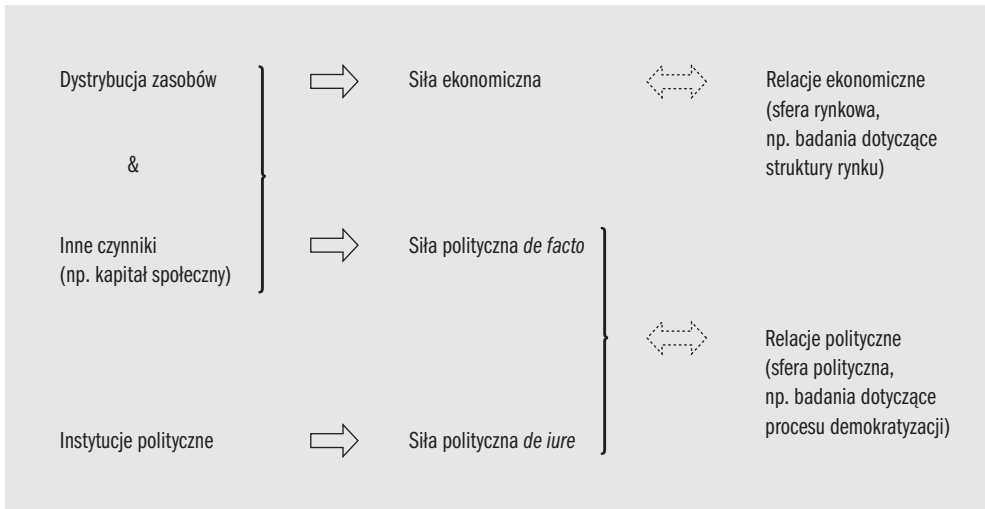 Dystrybucja zasobów
&
Inne czynniki
(np. kapitał społeczny)
Instytucje polityczne
Siła ekonomiczna
Siła polityczna de facto
Siła polityczna de iure
Relacje ekonomiczne
(sfera rynkowa,
np. badania dotyczące
struktury rynku)
Relacje polityczne
(sfera polityczna,
np. badania dotyczące
procesu demokratyzacji)